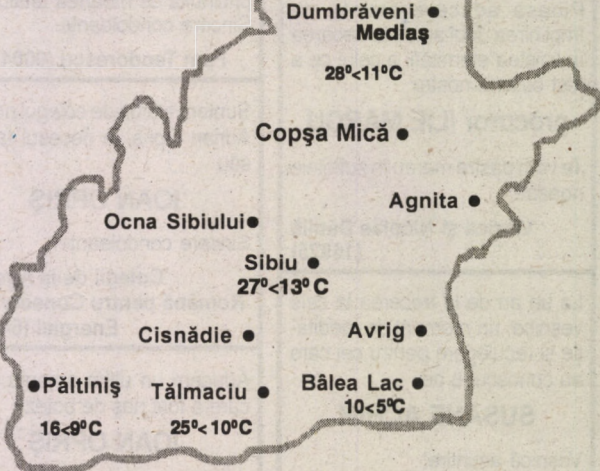 Dumbrăveni
Mediaş
28°<11°C
Copşa Mică
Agnita
Ocna Sibiului
Sibiu
27°<13°C
Cisnădie
Avrig
Păltiniş
Tălmaciu
Bâlea Lac
10<5°C
16<9°C
25°<10°C